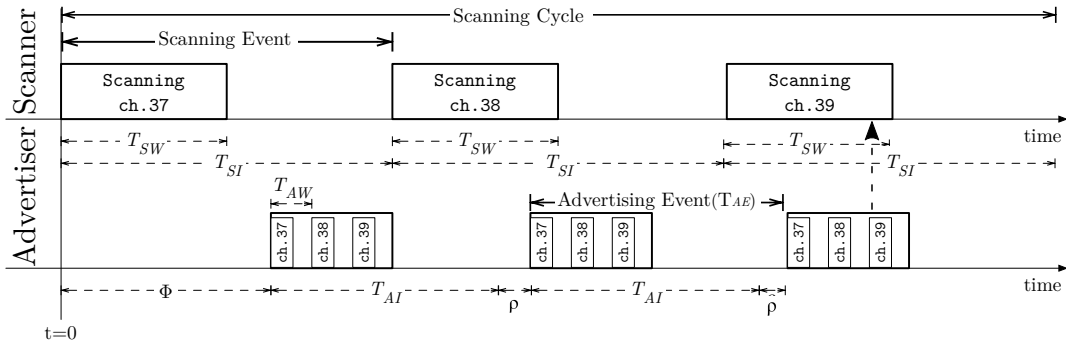 Scanning Cycle
Scanning Event
Scanner
Scanning
ch.37
Scanning
ch.38
Scanning
ch.39
time
T_SW
T_SW
T_SW
T_SI
T_SI
T_SI
Advertiser
T_AW
Advertising Event(T_AE)
ch.37
ch.38
ch.39
ch.37
ch.38
ch.39
ch.37
ch.38
ch.39
time
Φ
T_AI
ρ
T_AI
ρ
t=0